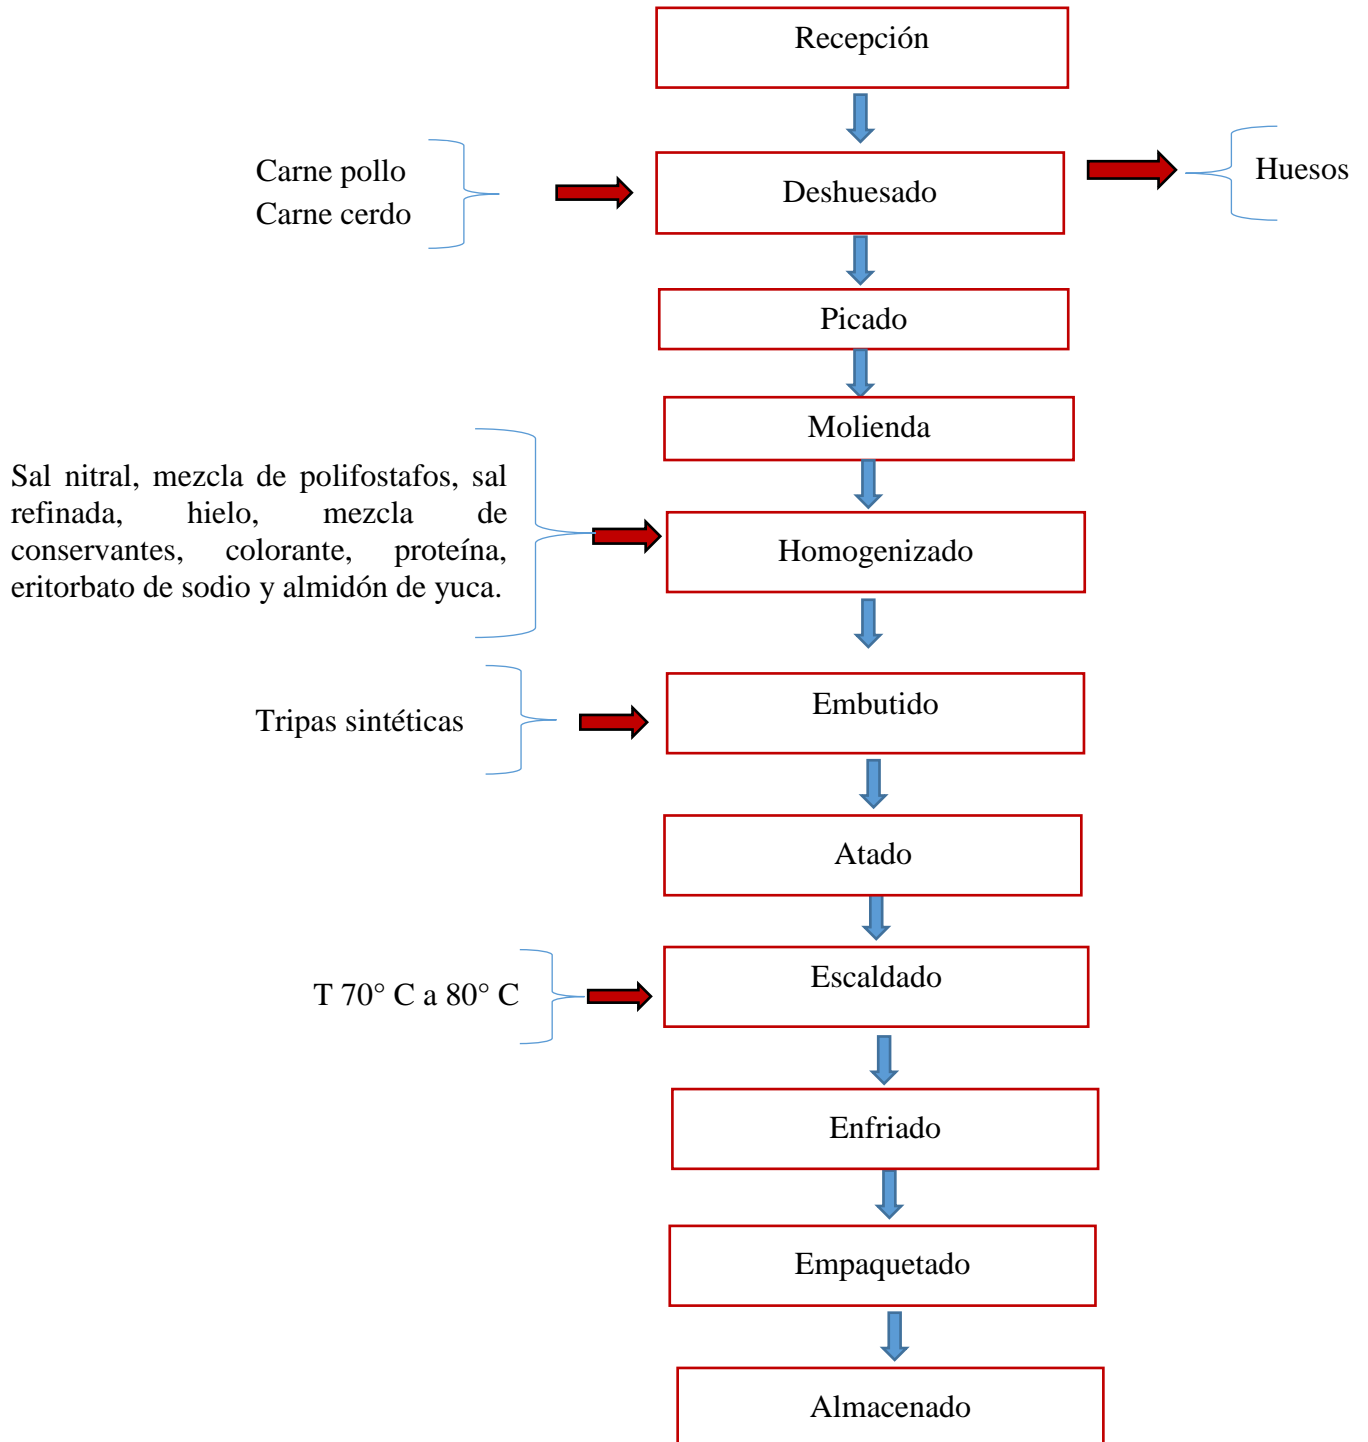 Recepción
Carne pollo
Carne cerdo
Deshuesado
Huesos
Picado
Molienda
Sal nitral, mezcla de polifostafos, sal
refinada, hielo, mezcla de
conservantes, colorante, proteína,
eritorbato de sodio y almidón de yuca.
Homogenizado
Tripas sintéticas
Embutido
Atado
T 70° C a 80° C
Escaldado
Enfriado
Empaquetado
Almacenado